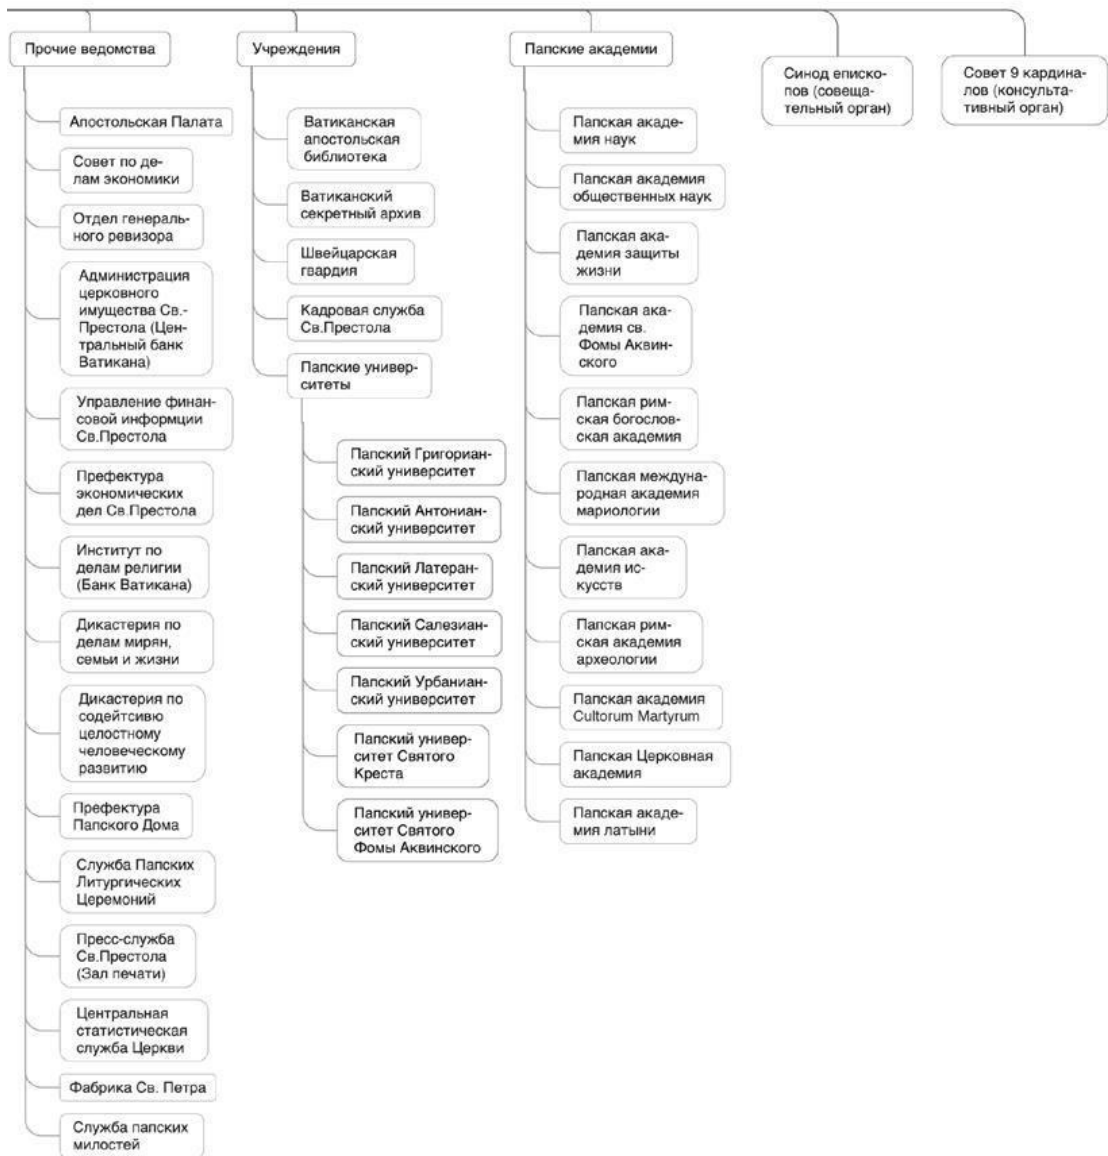 Прочие ведомства
Апостольская Палата
Совет по де-
лам экономики
Отдел генераль-
ного ревизора
Администрация
церковного
имущества Св.-
Престола (Цен-
тральный банк
Ватикана)
Управление финан-
совой информции
Св.Престола
Префектура
экономических
дел Св.Престола
Институт по
делам религии
(Банк Ватикана)
Дикастерия по
делам мирян,
семьи и жизни
Дикастерия по
содейтсивю
целостному
человеческому
развитию
Префектура
Папского Дома
Служба Папских
Литургических
Церемоний
Пресс-служба
Св.Престола
(Зал печати)
Центральная
статистическая
служба Церкви
Фабрика Св. Петра
Служба папских
милостей
Учреждения
Ватиканская
апостольская
библиотека
Ватиканский
секретный архив
Швейцарская
гвардия
Кадровая служба
Св.Престола
Папские универ-
ситеты
Папский Григориан-
ский университет
Папский Антониан-
ский университет
Папский Латеран-
ский университет
Папский Салезиан-
ский университет
Папский Урбаниан-
ский университет
Папский универ-
ситет Святого
Креста
Папский универ-
ситет Святого
Фомы Аквинского
Папские академии
Папская акаде-
мия наук
Папская академия
общественных наук
Папская ака-
демия защиты
жизни
Папская ака-
демия св.
Фомы Аквин-
ского
Папская рим-
ская богослов-
ская академия
Папская междуна-
родная академия
мариологии
Папская ака-
демия ис-
кусств
Папская рим-
ская академия
археологии
Папская академия
Cultorum Martyrum
Папская Церковная
академия
Папская акаде-
мия латыни
Синод еписко-
пов (совеща-
тельный орган)
Совет 9 кардина-
лов (консульта-
тивный орган)